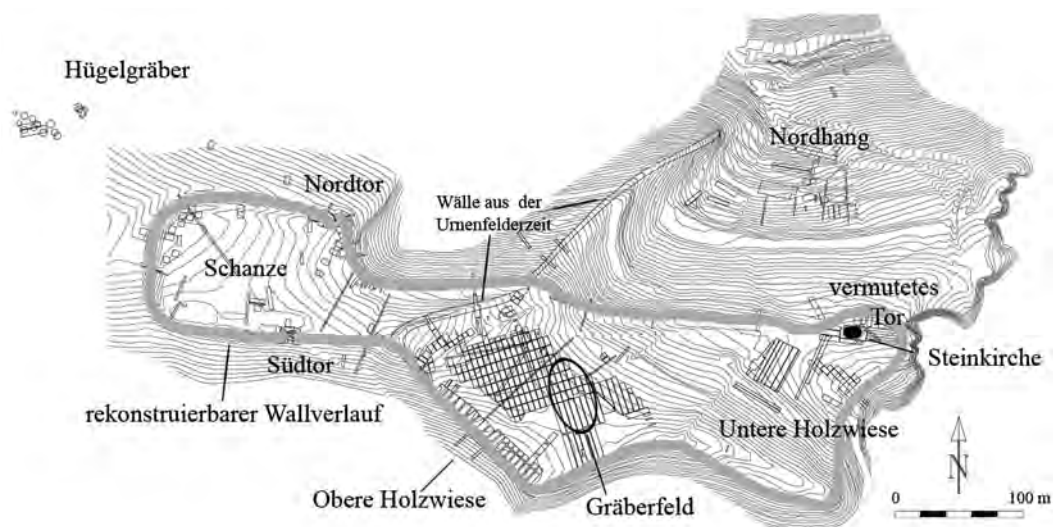 Hügelgräber
Nordhang
Nordtor
Wälle aus der
Urnenfelderzeit
Schanze
vermutetes
Tor
Steinkirche
Südtor
rekonstruierbarer Wallverlauf
Untere Holzwiese
Obere Holzwiese
Gräberfeld
N
0 100 m